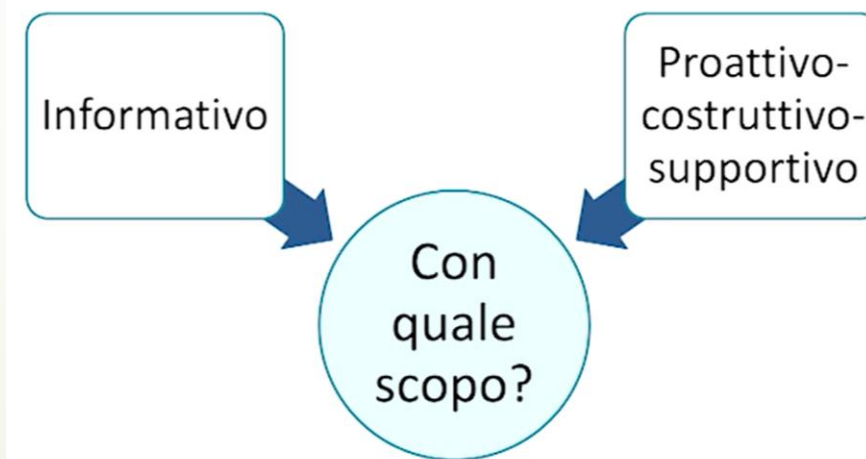 Informativo
Proattivo-
costruttivo-
supportivo
Con
quale
scopo?